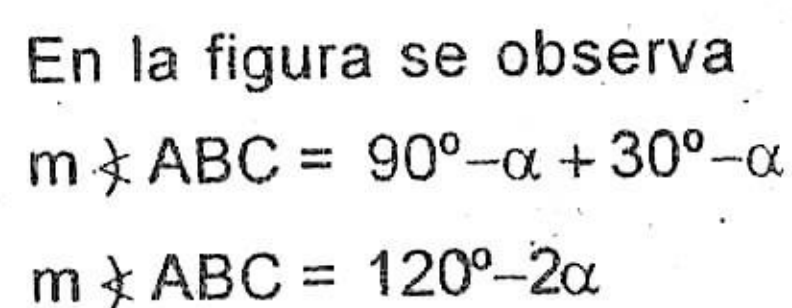 En la figura se observa
m ∡ ABC = 90º–α + 30º–α
m ∡ ABC = 120º–2α